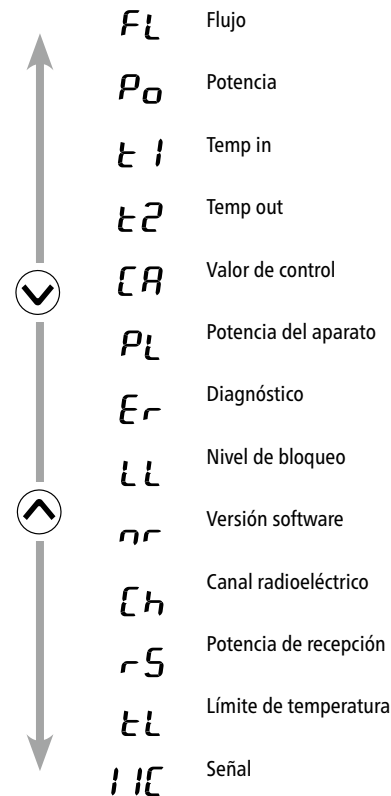 FL Flujo
Po Potencia
t1 Temp in
t2 Temp out
CA Valor de control
PL Potencia del aparato
Er Diagnóstico
LL Nivel de bloqueo
nr Versión software
Ch Canal radioeléctrico
rS Potencia de recepción
tL Límite de temperatura
IIC Señal